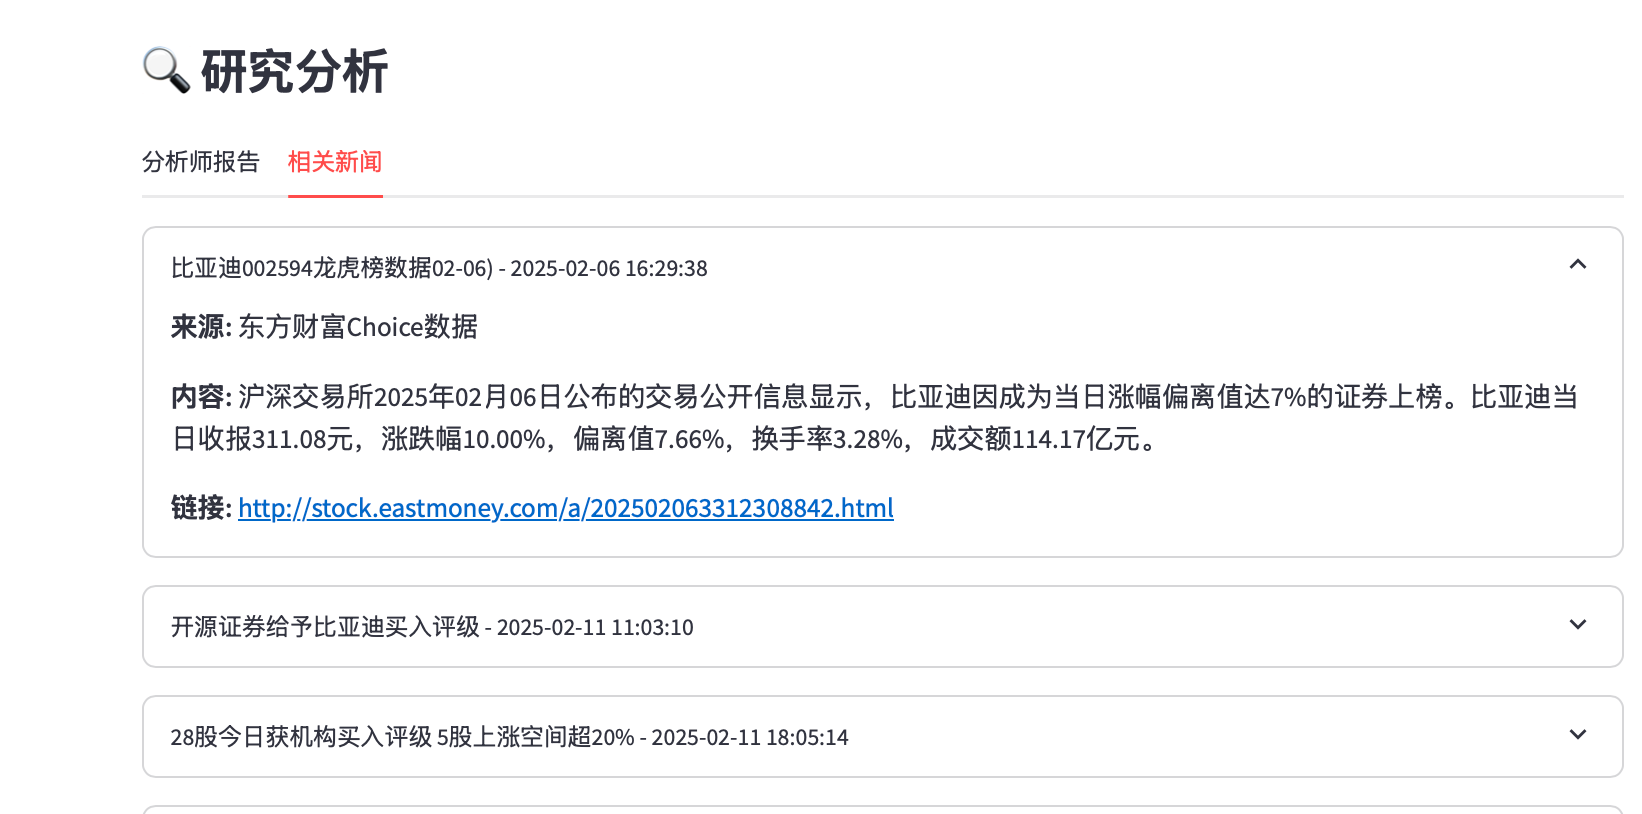 研究分析
分析师报告 相关新闻
比亚迪002594龙虎榜数据02-06) - 2025-02-06 16:29:38
来源: 东方财富Choice数据
内容: 沪深交易所2025年02月06日公布的交易公开信息显示，比亚迪因成为当日涨幅偏离值达7%的证券上榜。比亚迪当
日收报311.08元，涨跌幅10.00%，偏离值7.66%，换手率3.28%，成交额114.17亿元。
链接: http://stock.eastmoney.com/a/202502063312308842.html
开源证券给予比亚迪买入评级 - 2025-02-11 11:03:10
28股今日获机构买入评级 5股上涨空间超20% - 2025-02-11 18:05:14